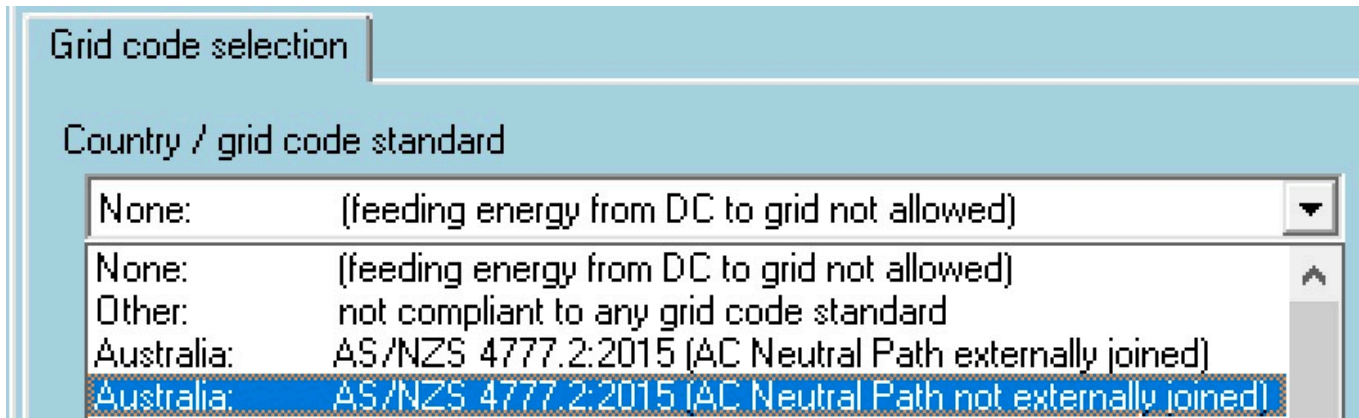 Grid code selection
Country / grid code standard
None: (feeding energy from DC to grid not allowed)
None: (feeding energy from DC to grid not allowed)
Other: not compliant to any grid code standard
Australia: AS/NZS 4777.2:2015 (AC Neutral Path externally joined)
Australia: AS/NZS 4777.2:2015 (AC Neutral Path not externally joined)